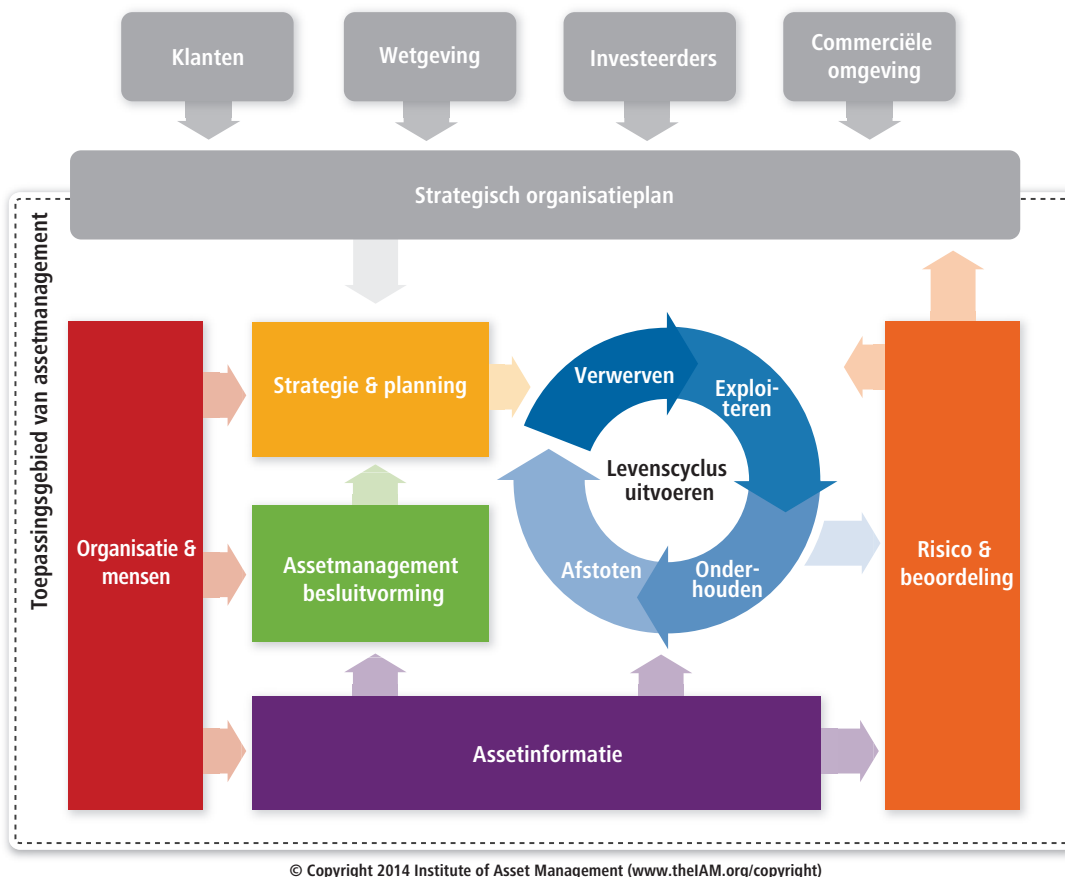 Klanten
Wetgeving
Investeerders
Commerciële
omgeving
Strategisch organisatieplan
Toepassingsgebied van assetmanagement
Organisatie &
mensen
Strategie & planning
Assetmanagement
besluitvorming
Verwerven
Exploi-
teren
Levenscyclus
uitvoeren
Afstoten
Onder-
houden
Risico &
beoordeling
Assetinformatie
© Copyright 2014 Institute of Asset Management (www.theIAM.org/copyright)